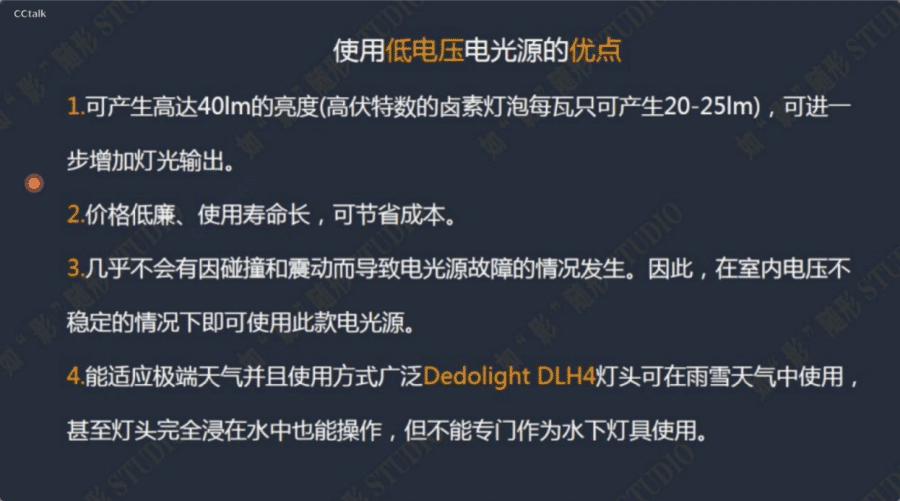 CCtalk
使用低电压电光源的优点
1.可产生高达40lm的亮度(高伏特数的卤素灯泡每瓦只可产生20-25lm)，可进一
步增加灯光输出。
2.价格低廉、使用寿命长，可节省成本。
3.几乎不会有因碰撞和震动而导致电光源故障的情况发生。因此，在室内电压不
稳定的情况下即可使用此款电光源。
4.能适应极端天气并且使用方式广泛Dedolight DLH4灯头可在雨雪天气中使用，
甚至灯头完全浸在水中也能操作，但不能专门作为水下灯具使用。
如“影”随形 STUDIO